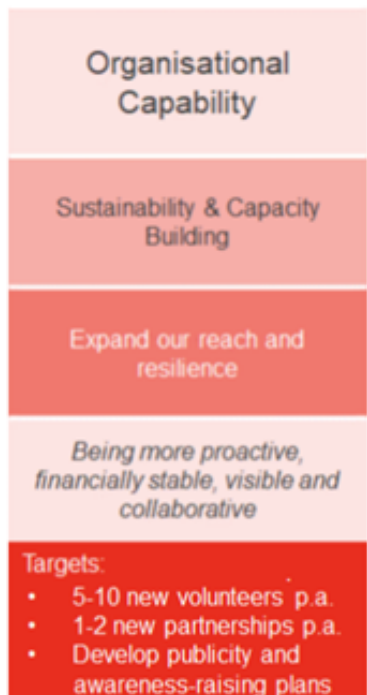 Organisational
Capability
Sustainability & Capacity
Building
Expand our reach and
resilience
Being more proactive,
financially stable, visible and
collaborative
Targets:
• 5-10 new volunteers p.a.
• 1-2 new partnerships p.a.
• Develop publicity and
awareness-raising plans